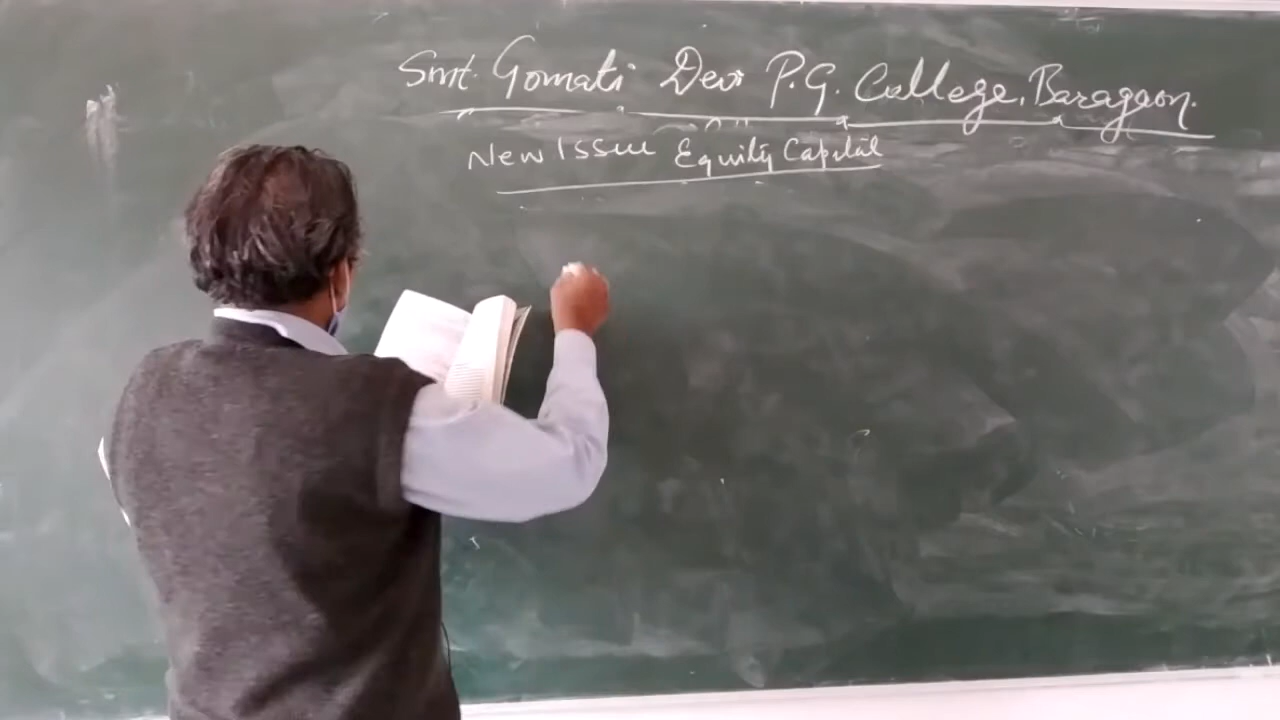 Smt. Gomati Devi P.G. College, Baragaon.
New Issue Equity Capital